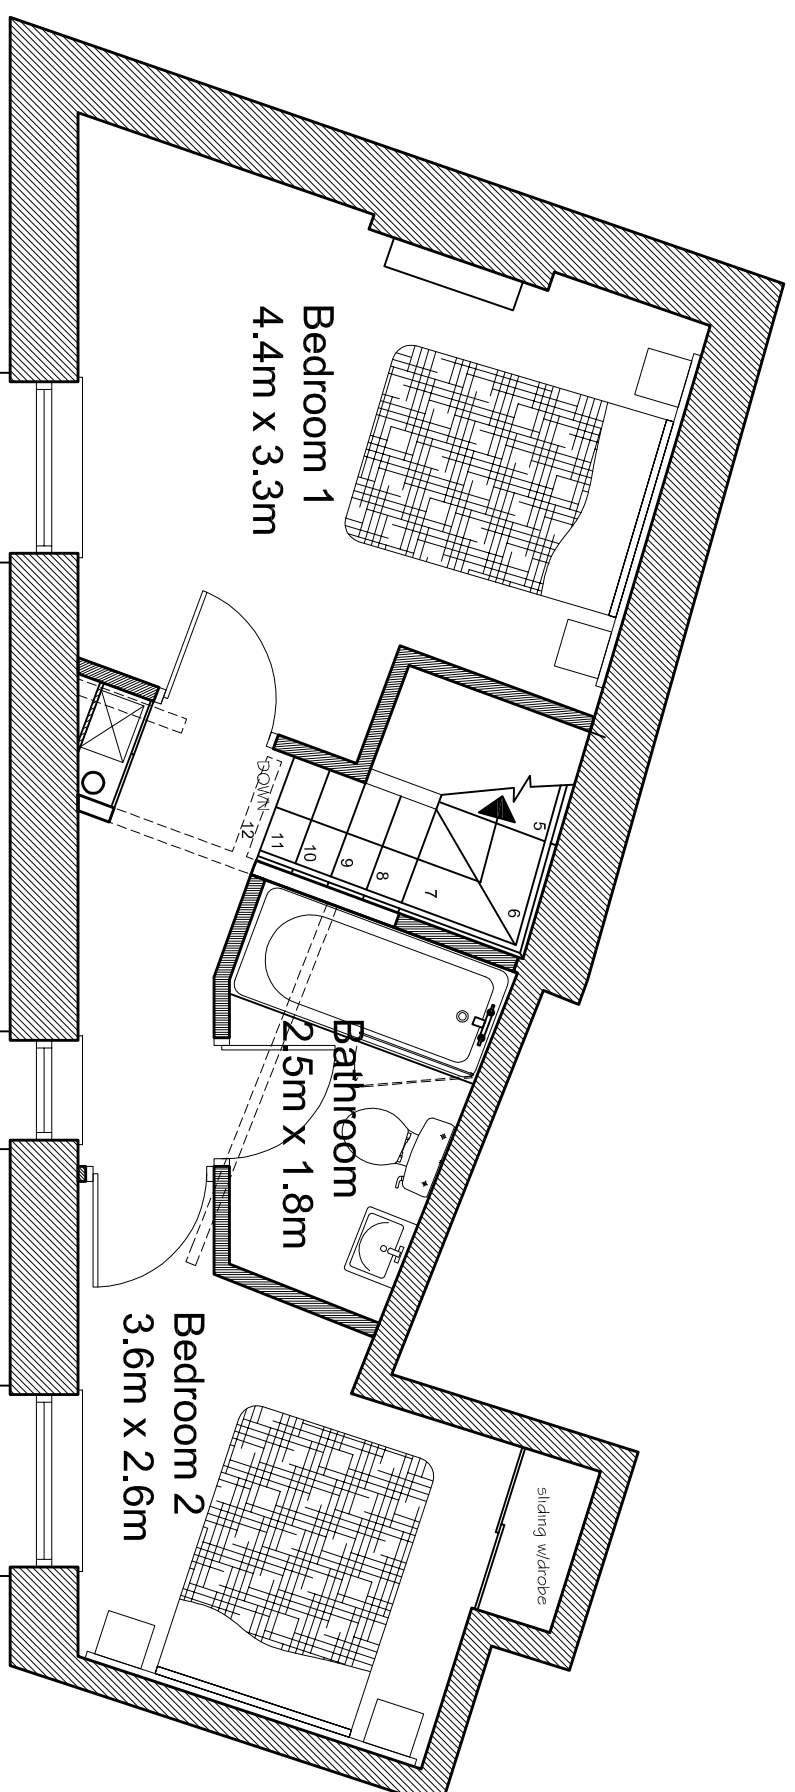 Bedroom 1
4.4m x 3.3m
DOWN
12
11
10
9
8
7
6
5
Bathroom
2.5m x 1.8m
Bedroom 2
3.6m x 2.6m
sliding w/drobe